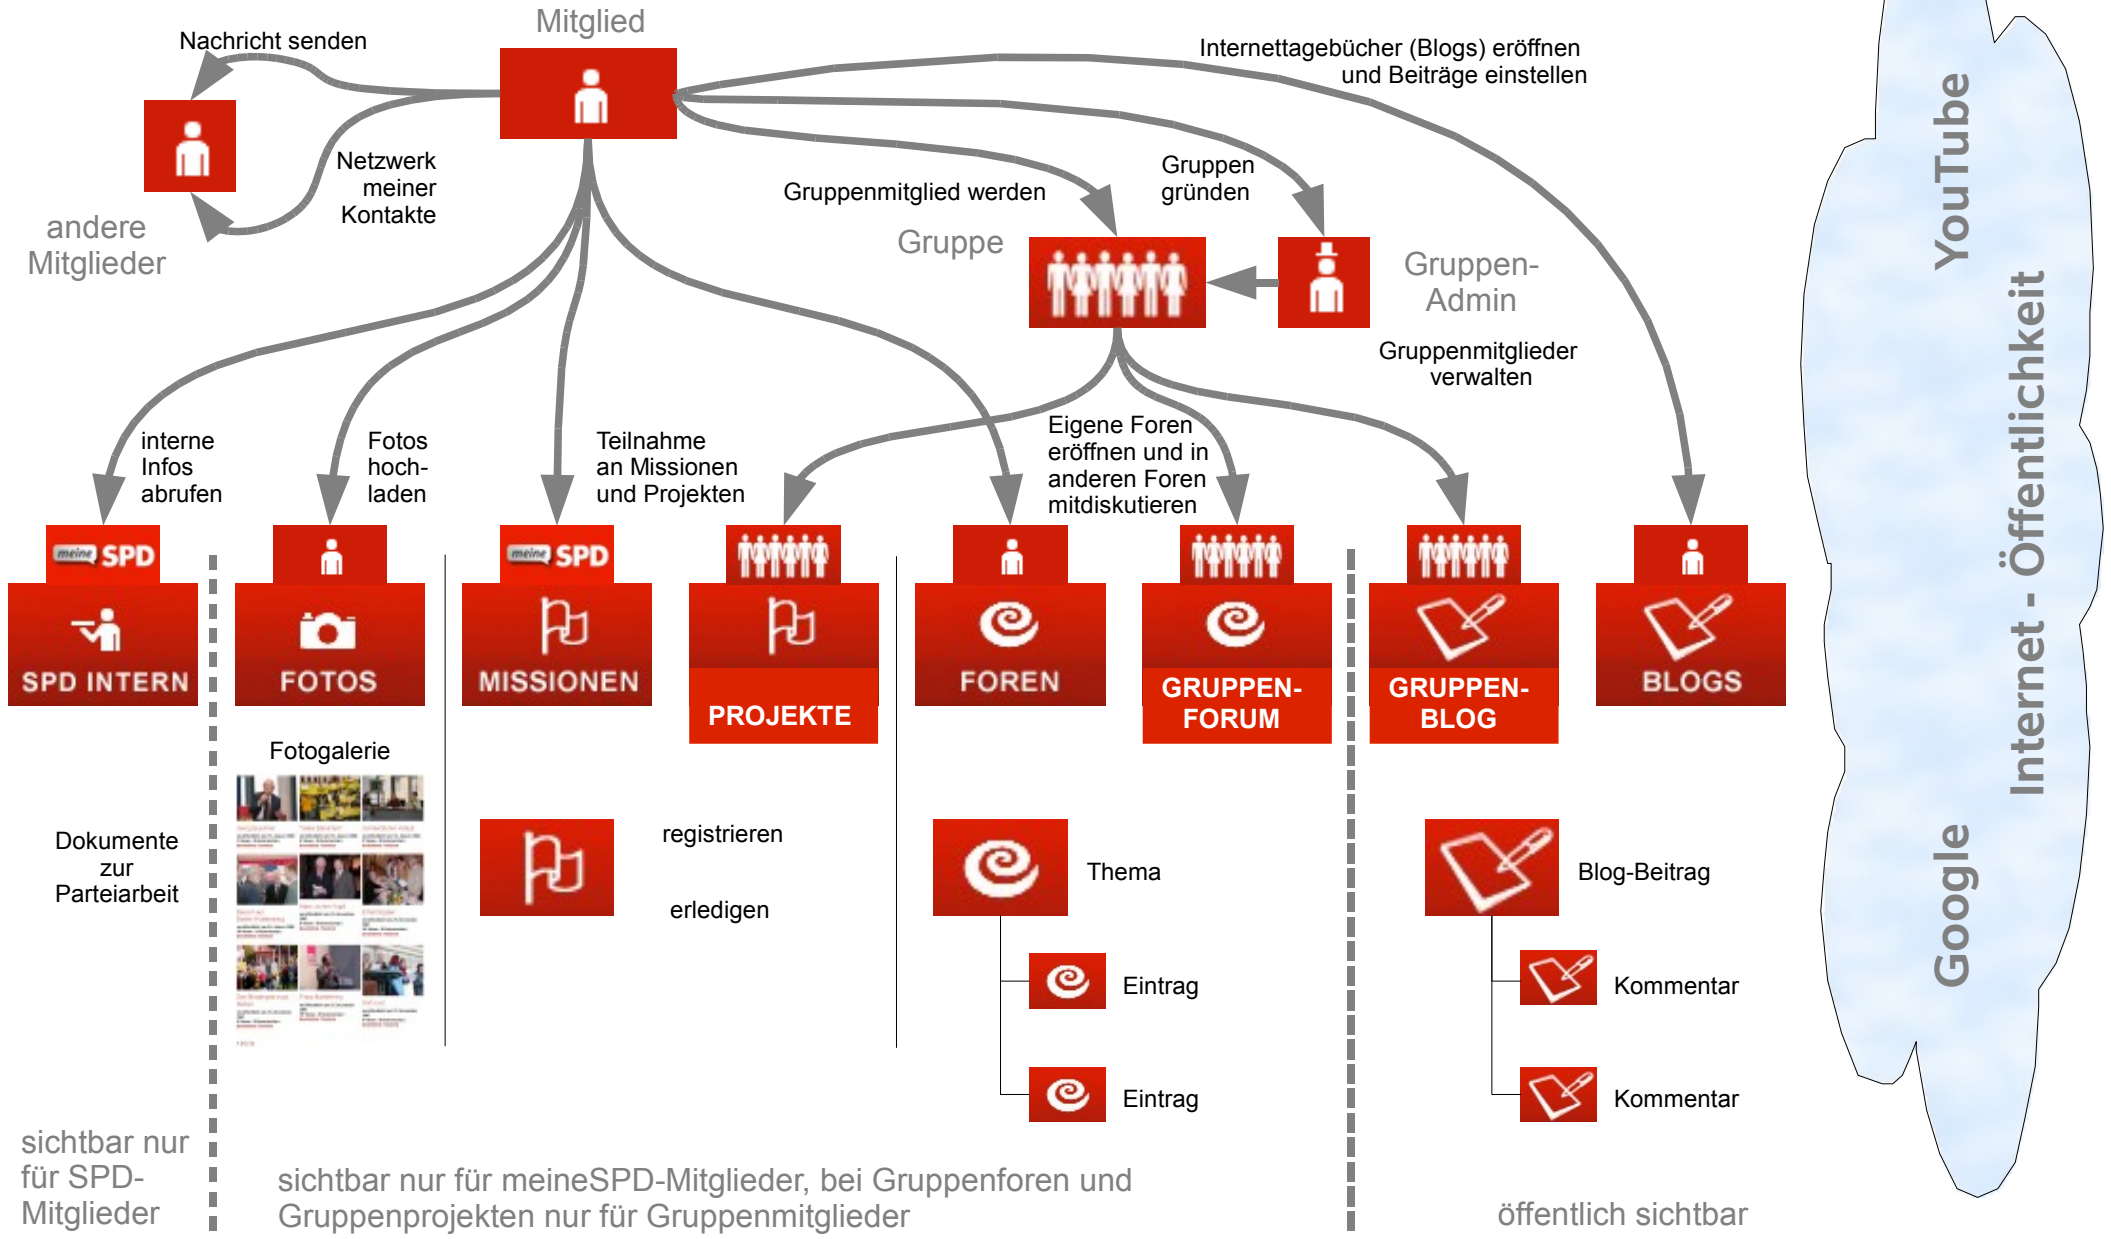 Mitglied
Nachricht senden
Internettagebücher (Blogs) eröffnen
und Beiträge einstellen
Netzwerk
meiner
Kontakte
andere
Mitglieder
Gruppenmitglied werden
Gruppen
gründen
Gruppe
Gruppen-
Admin
Gruppenmitglieder
verwalten
interne
Infos
abrufen
Fotos
hoch-
laden
Teilnahme
an Missionen
und Projekten
Eigene Foren
eröffnen und in
anderen Foren
mitdiskutieren
meine SPD
SPD INTERN
FOTOS
meine SPD
MISSIONEN
PROJEKTE
FOREN
GRUPPEN-
FORUM
GRUPPEN-
BLOG
BLOGS
Fotogalerie
Dokumente
zur
Parteiarbeit
registrieren
erledigen
Thema
Eintrag
Eintrag
Blog-Beitrag
Kommentar
Kommentar
sichtbar nur
für SPD-
Mitglieder
sichtbar nur für meineSPD-Mitglieder, bei Gruppenforen und
Gruppenprojekten nur für Gruppenmitglieder
öffentlich sichtbar
YouTube
Internet - Öffentlichkeit
Google